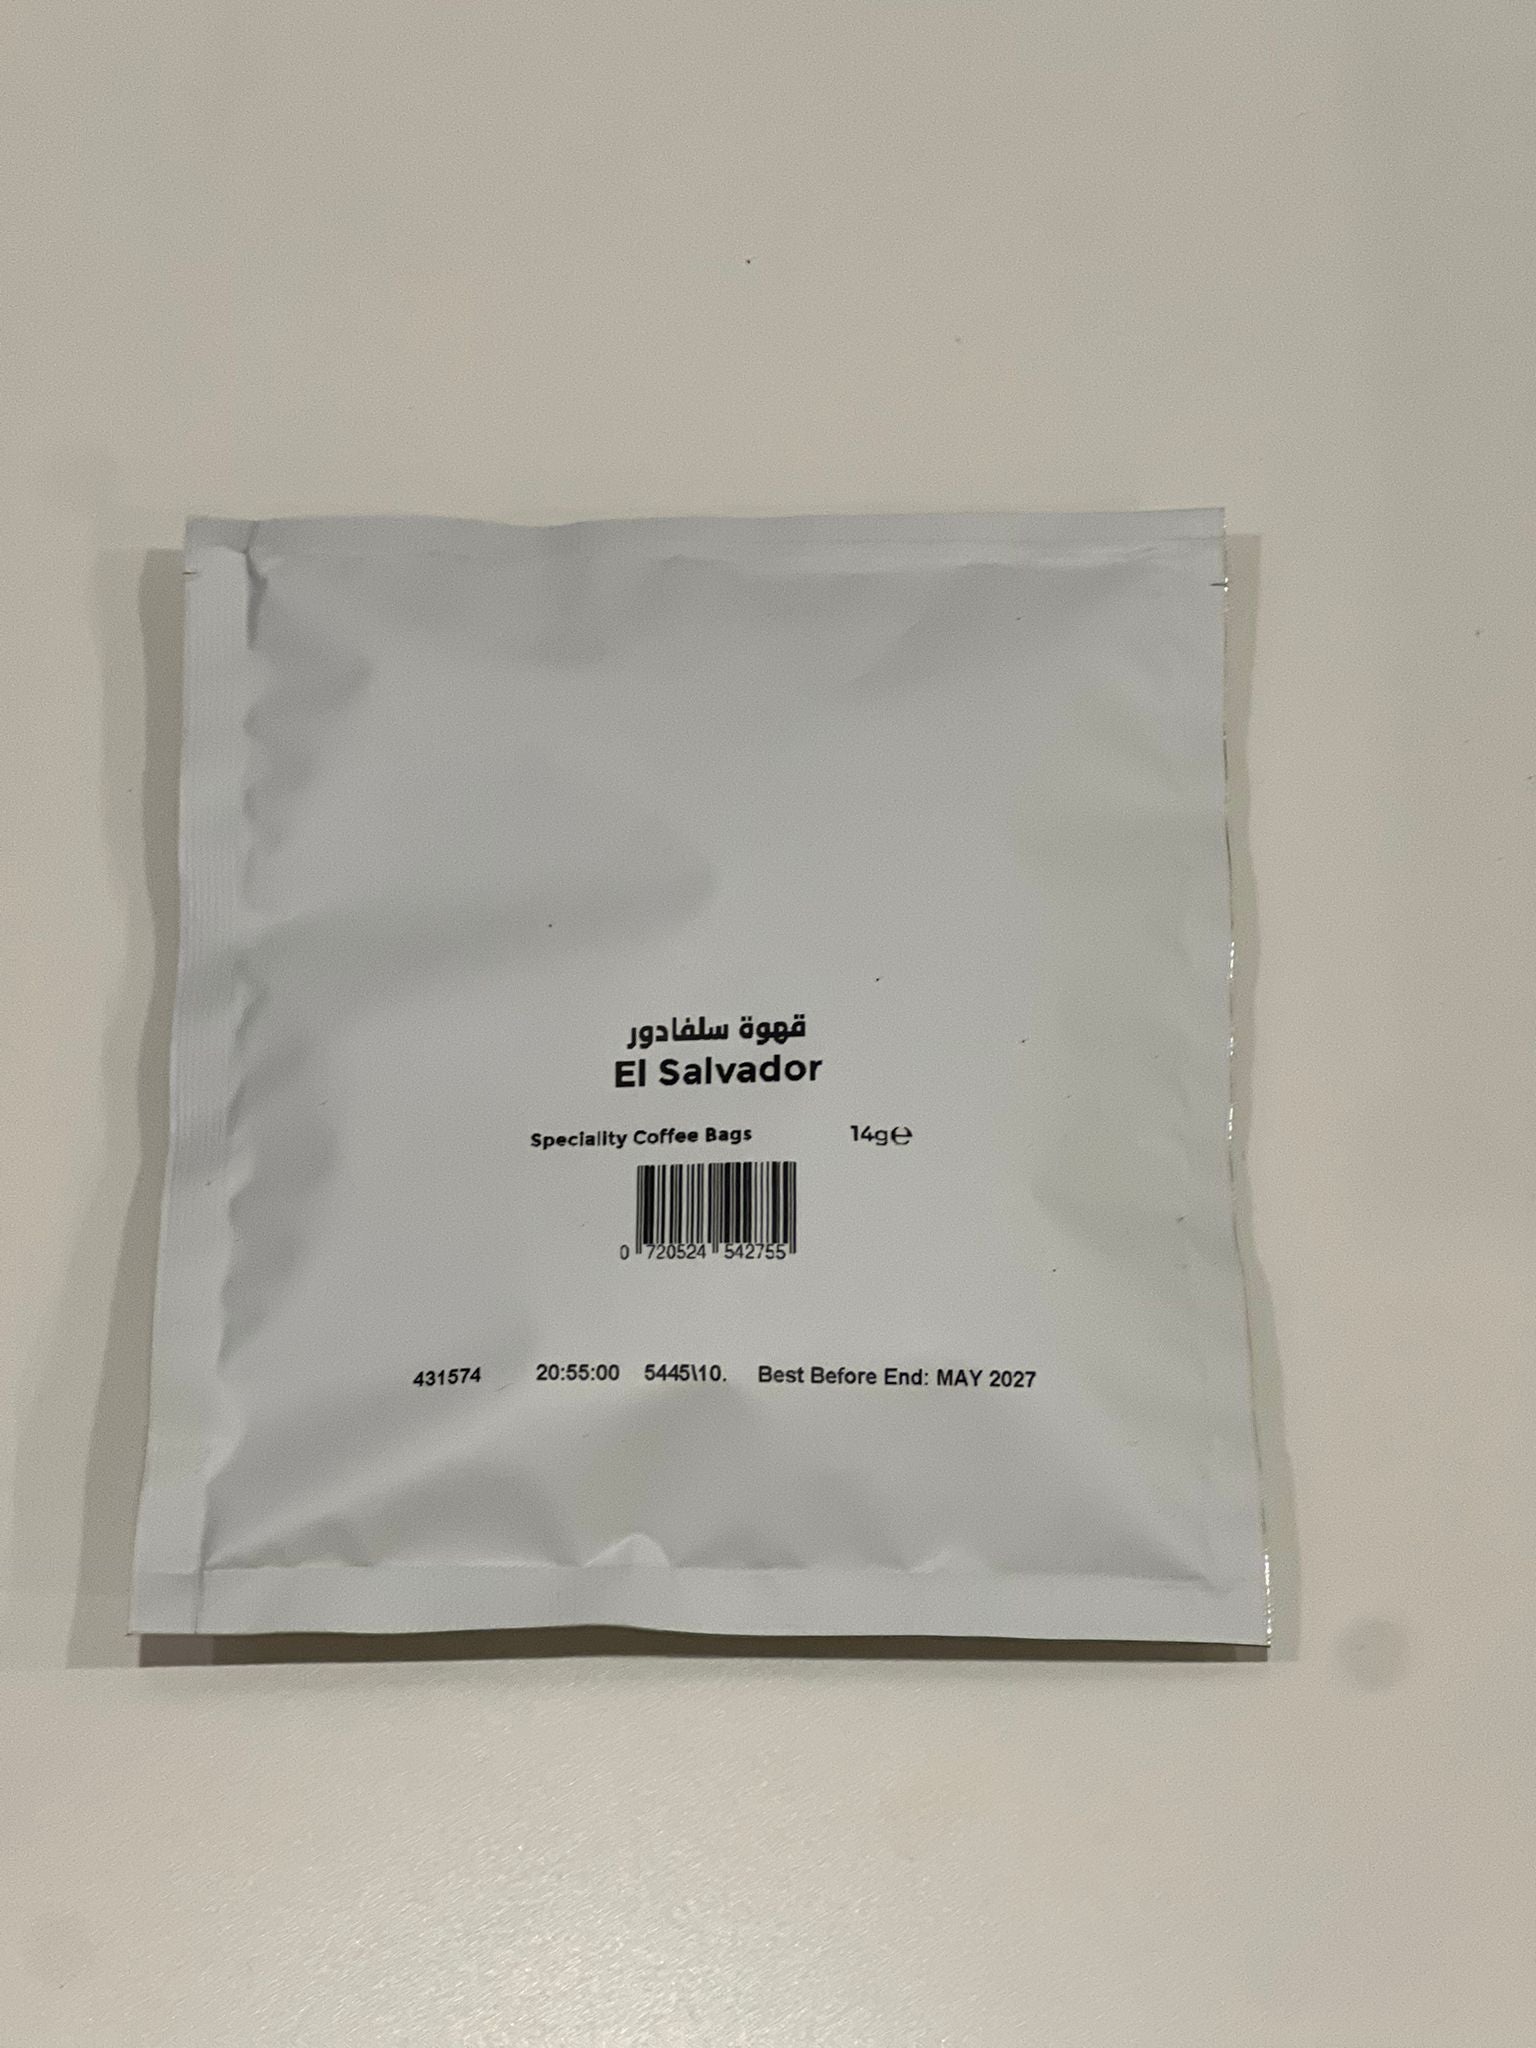 قهوة سلفادور
El Salvador
Speciality Coffee Bags 14g℮
0 720524 542755
431574 20:55:00 5445\10. Best Before End: MAY 2027